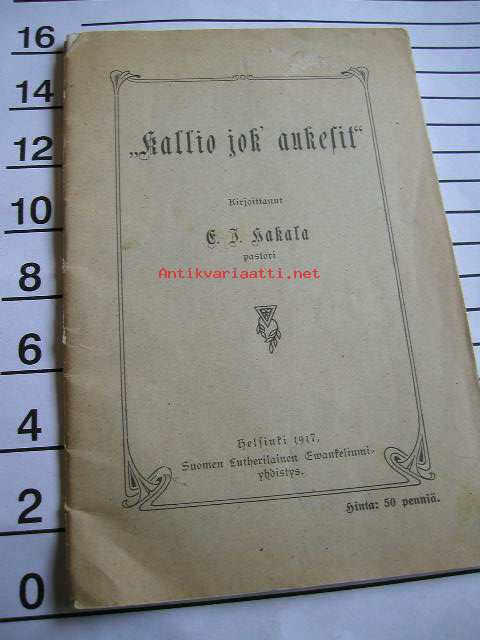 16
14
12
10
8
6
4
2
0
„Kallio jok' aukesit“
Kirjoittanut
E. J. Hakala
pastori
Antikvariaatti.net
Helsinki 1917,
Suomen Lutherilainen Ewankeliumi-
yhdistys.
Hinta: 50 penniä.